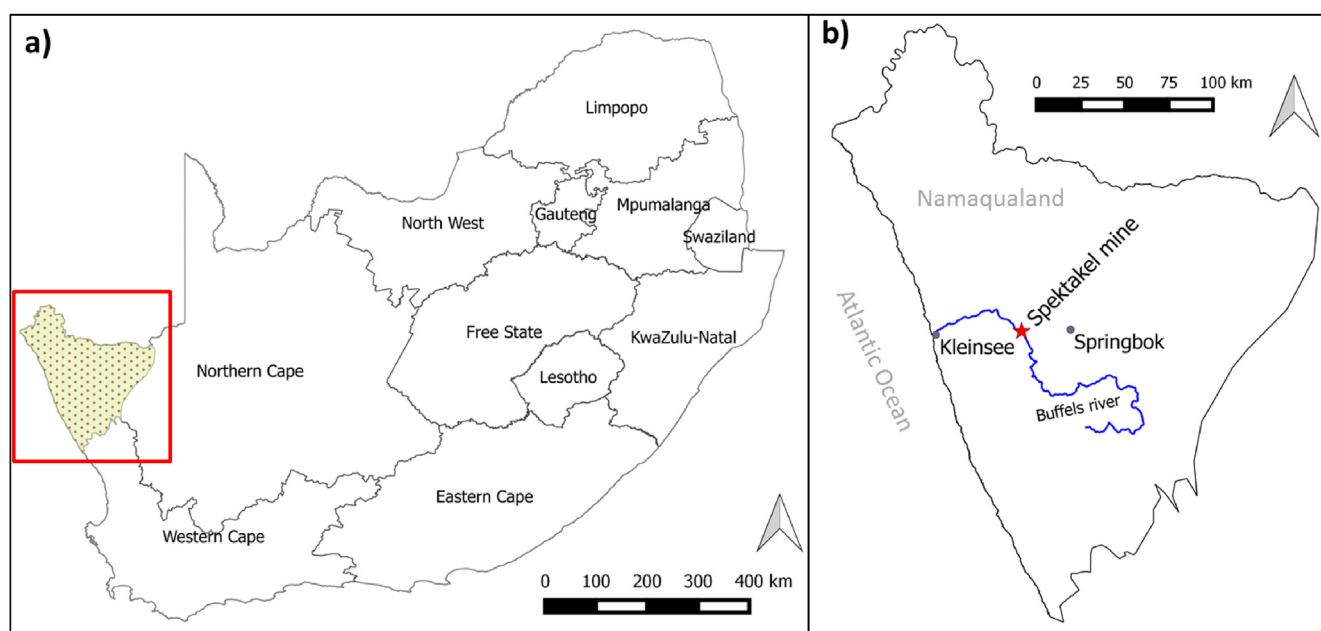 a)
Limpopo
North West
Gauteng
Mpumalanga
Swaziland
Free State
KwaZulu-Natal
Northern Cape
Lesotho
Eastern Cape
Western Cape
0 100 200 300 400 km
b)
0 25 50 75 100 km
Namaqualand
Spektakel mine
Atlantic Ocean
Kleinsee
Springbok
Buffels river